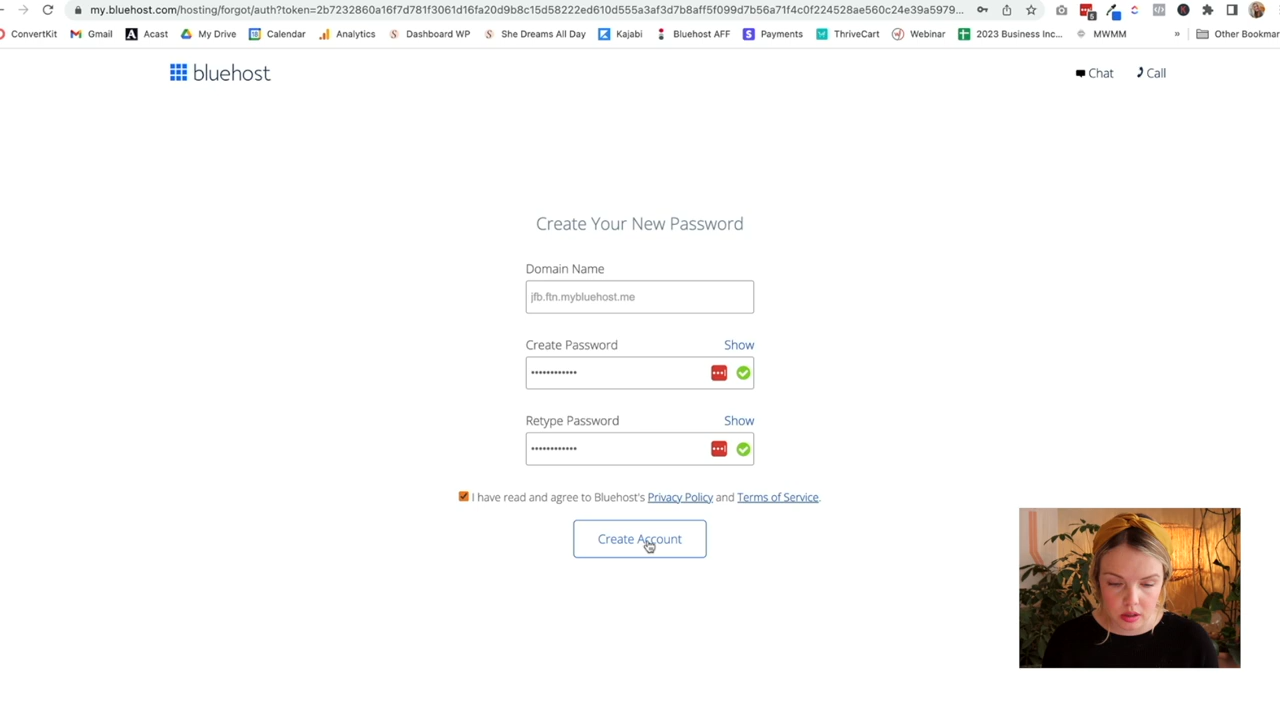 my.bluehost.com/hosting/forgot/auth?token=2b7232860a16f7d781f3061d16fa20d9b8c15d58222ed610d555a3af3d7b8aff5f099d7b56a71f4c0f224528ae560c24e39a5979...
ConvertKit Gmail Acast My Drive Calendar Analytics Dashboard WP She Dreams All Day Kajabi Bluehost AFF Payments ThriveCart Webinar 2023 Business Inc... MWMM » Other Bookmar
bluehost
Chat Call
Create Your New Password
Domain Name
jfb.ftn.mybluehost.me
Create Password Show
••••••••••••
Retype Password Show
••••••••••••
I have read and agree to Bluehost's Privacy Policy and Terms of Service.
Create Account